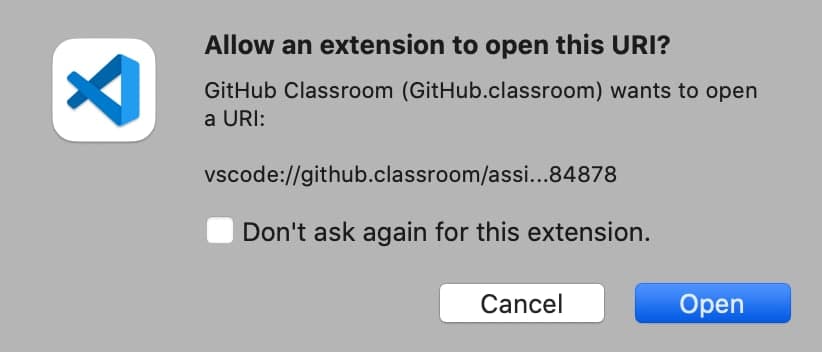 Allow an extension to open this URI?
GitHub Classroom (GitHub.classroom) wants to open
a URI:
vscode://github.classroom/assi...84878
Don't ask again for this extension.
Cancel
Open